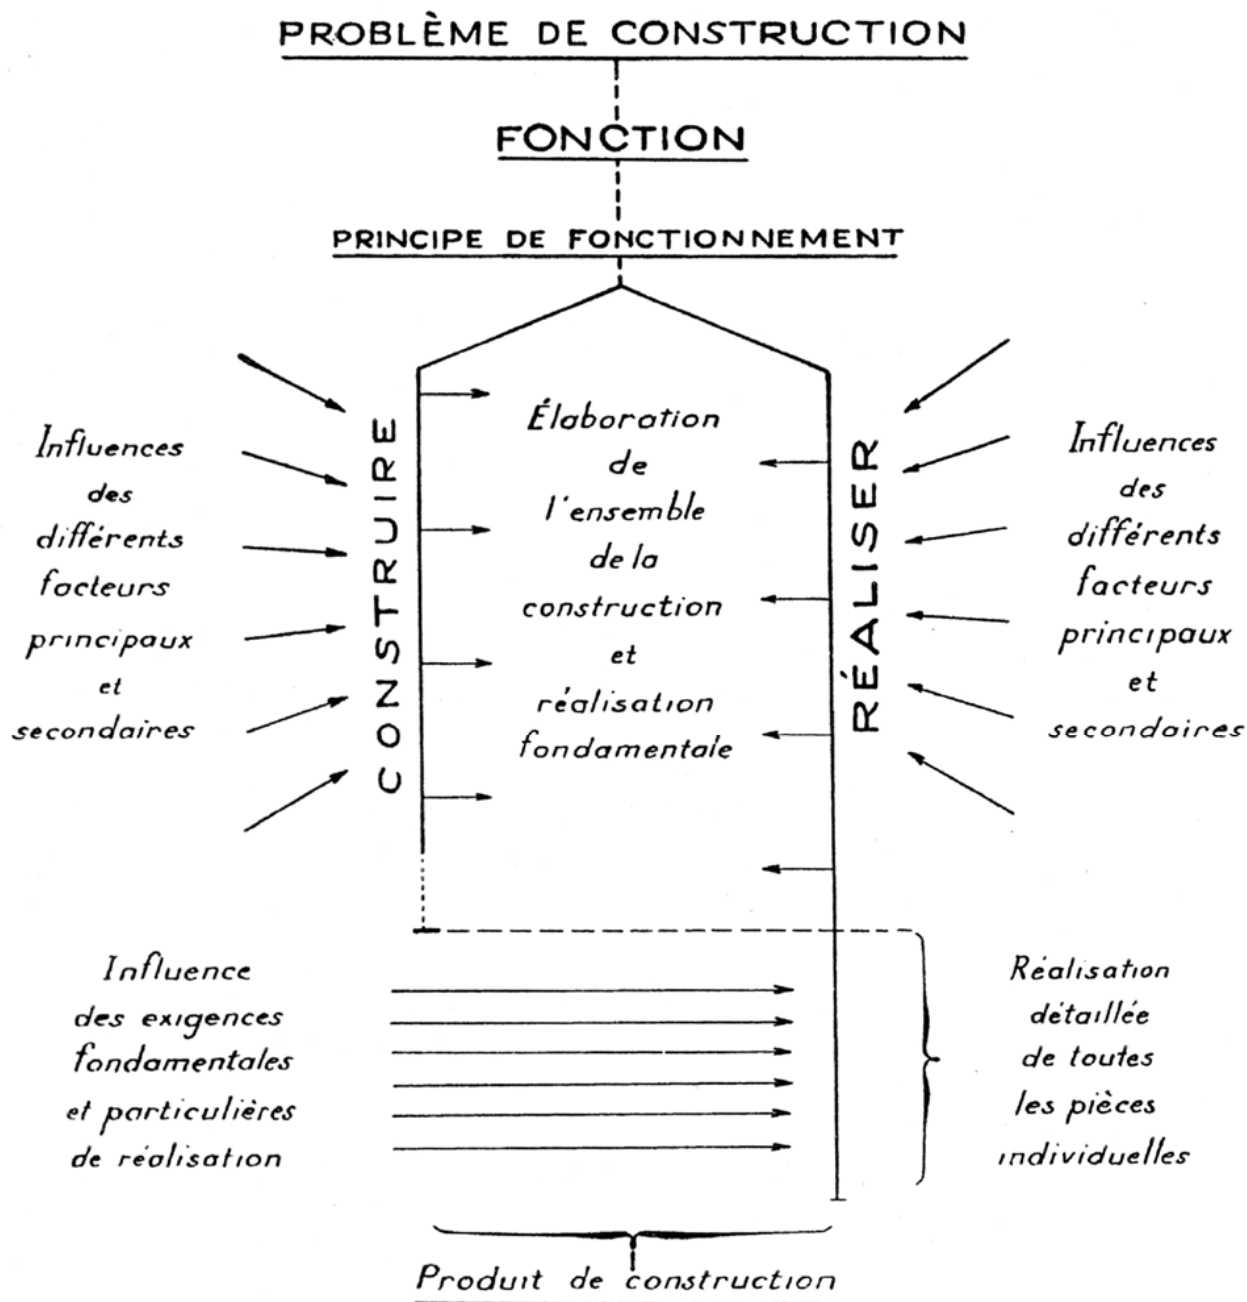 PROBLÈME DE CONSTRUCTION
FONCTION
PRINCIPE DE FONCTIONNEMENT
Influences
des
différents
facteurs
principaux
et
secondaires
CONSTRUIRE
Élaboration
de
l'ensemble
de la
construction
et
réalisation
fondamentale
RÉALISER
Influences
des
différents
facteurs
principaux
et
secondaires
Influence
des exigences
fondamentales
et particulières
de réalisation
Réalisation
détaillée
de toutes
les pièces
individuelles
Produit de construction